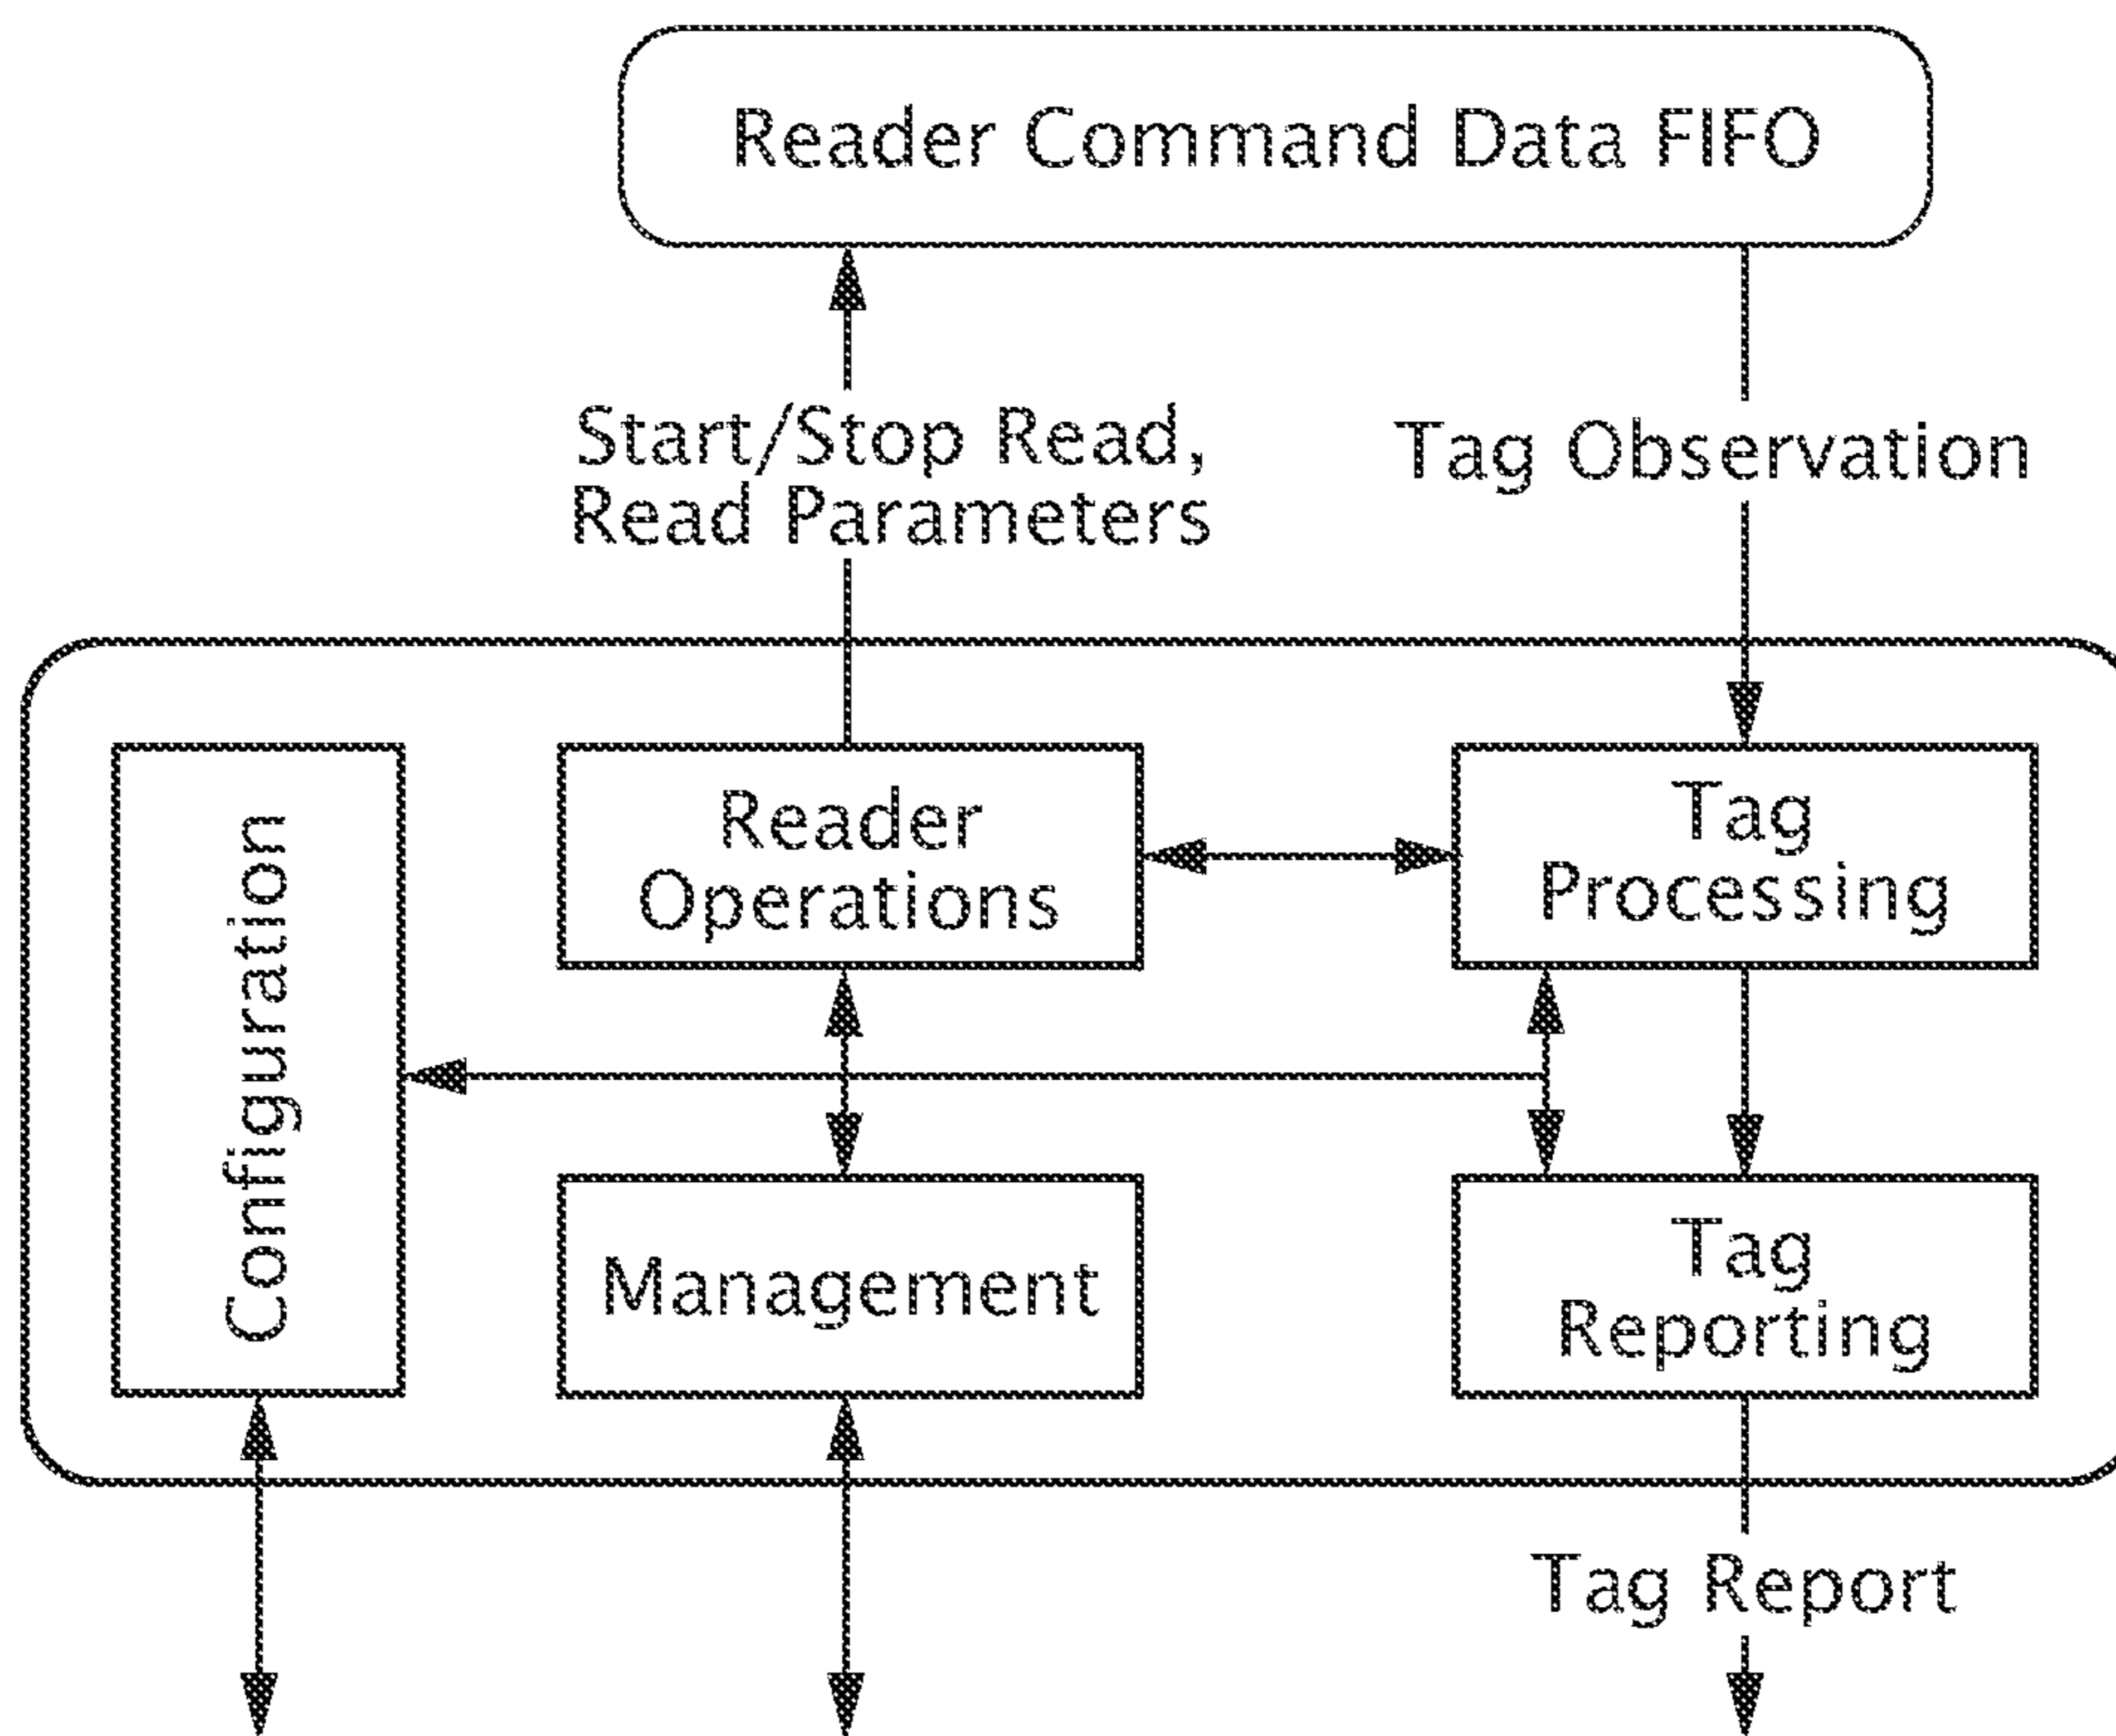 Reader Command Data FIFO
Start/Stop Read,
Read Parameters
Tag Observation
Configuration
Reader
Operations
Tag
Processing
Management
Tag
Reporting
Tag Report